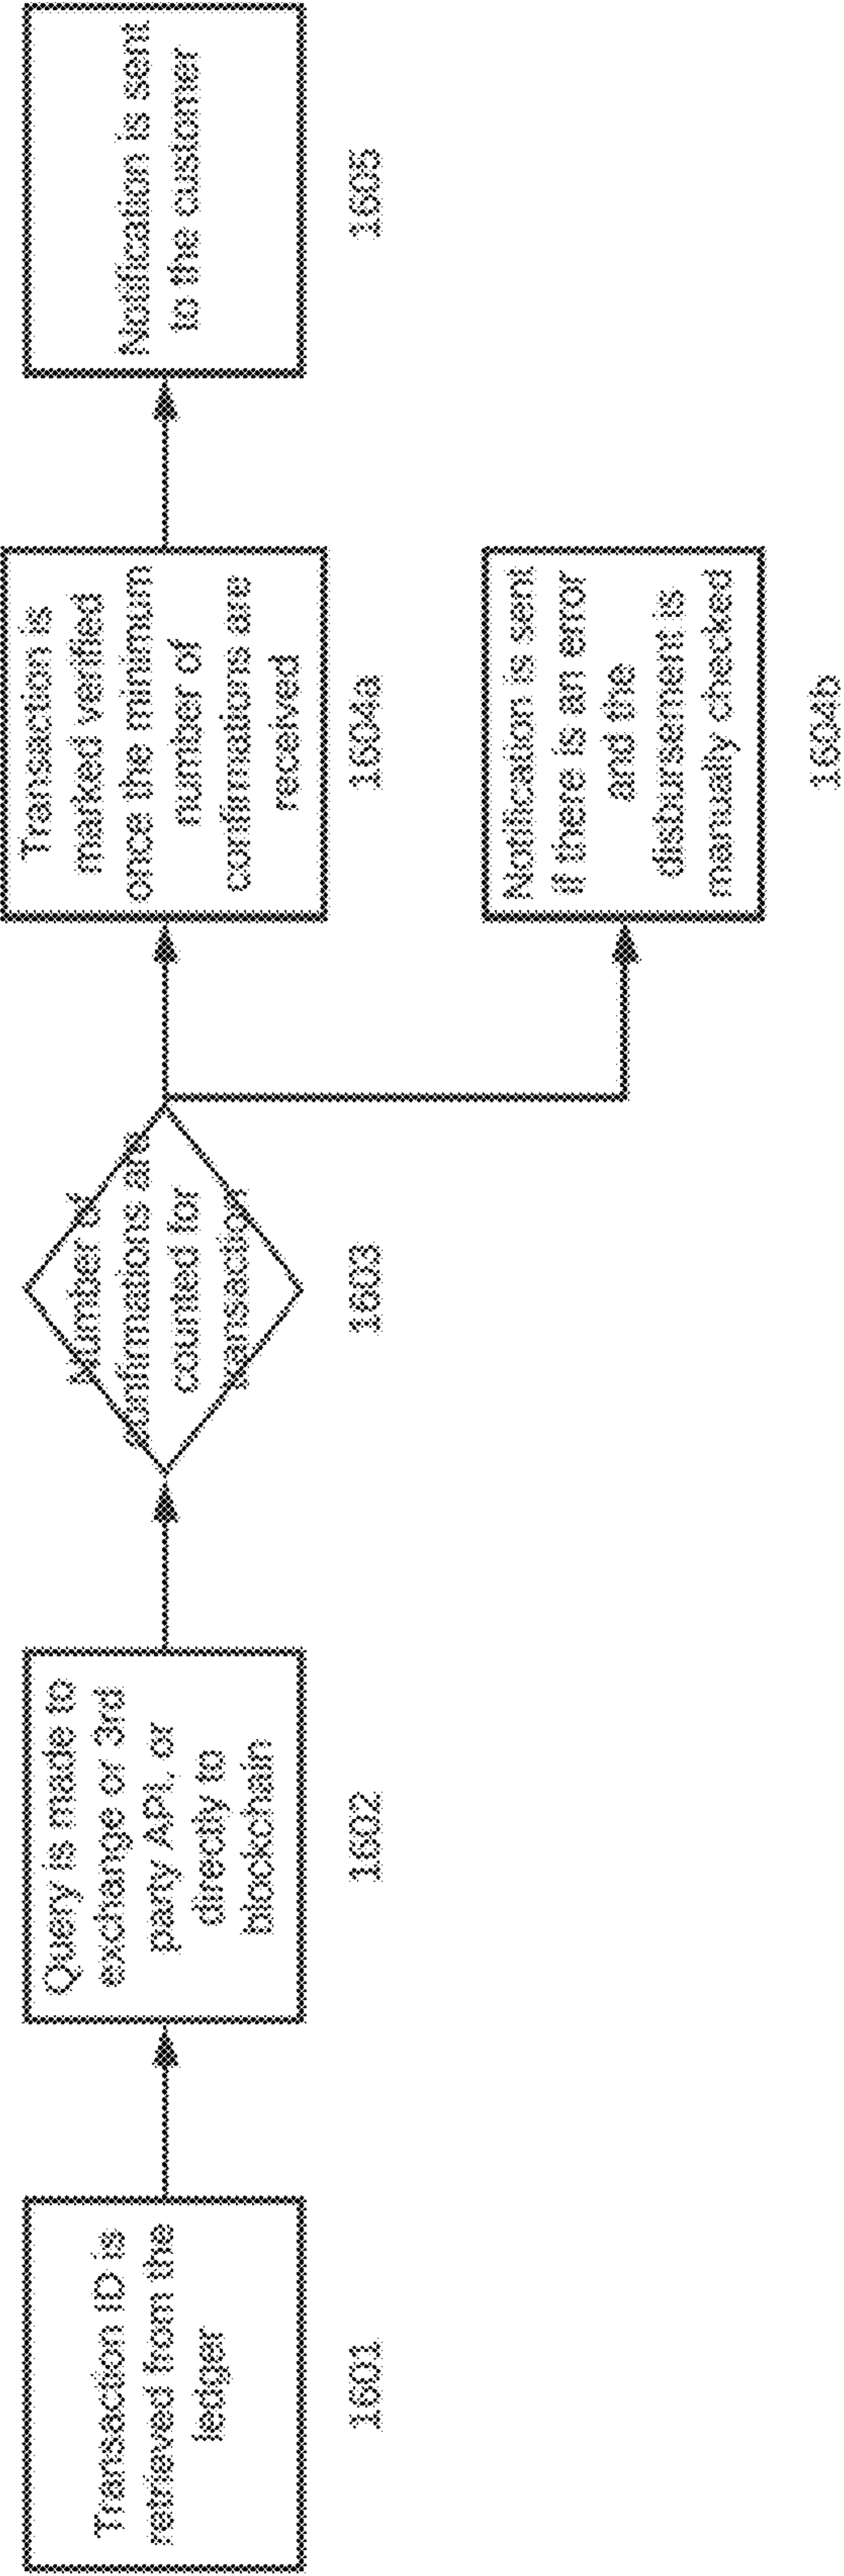 Transaction ID is
retrieved from the
ledger
1601
Query is made to
exchange or 3rd
party API, or
directly to
blockchain
1602
Number of
confirmations are
counted for
transaction
1603
Transaction is
marked verified
once the minimum
number of
confirmations are
received
1604a
Notification is sent
if there is an error
and the
disbursement is
manually checked
1604b
Notification is sent
to the customer
1605